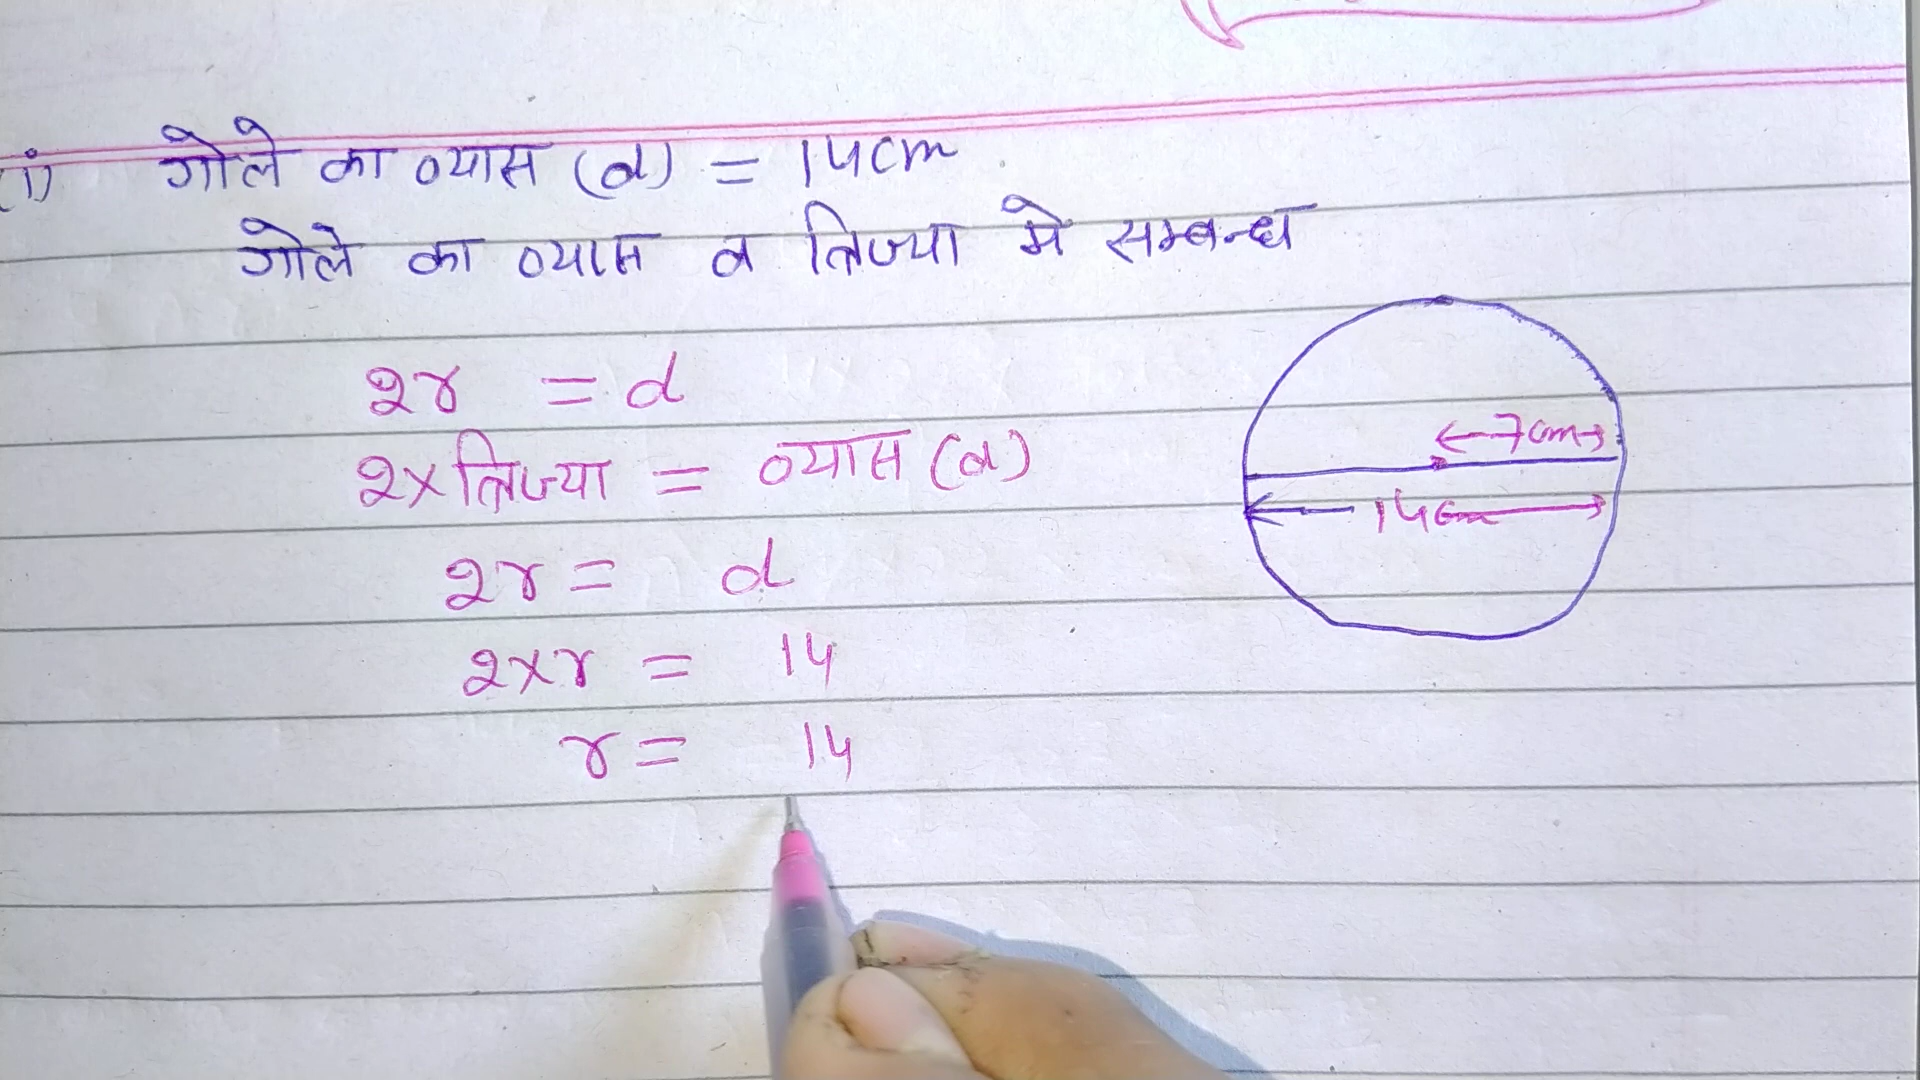 (i) गोले का व्यास (d) = 14cm
गोले का व्यास व त्रिज्या मे सम्बन्ध
2r = d
2×त्रिज्या = व्यास (d)
2r = d
2×r = 14
r = 14
7cm
14cm